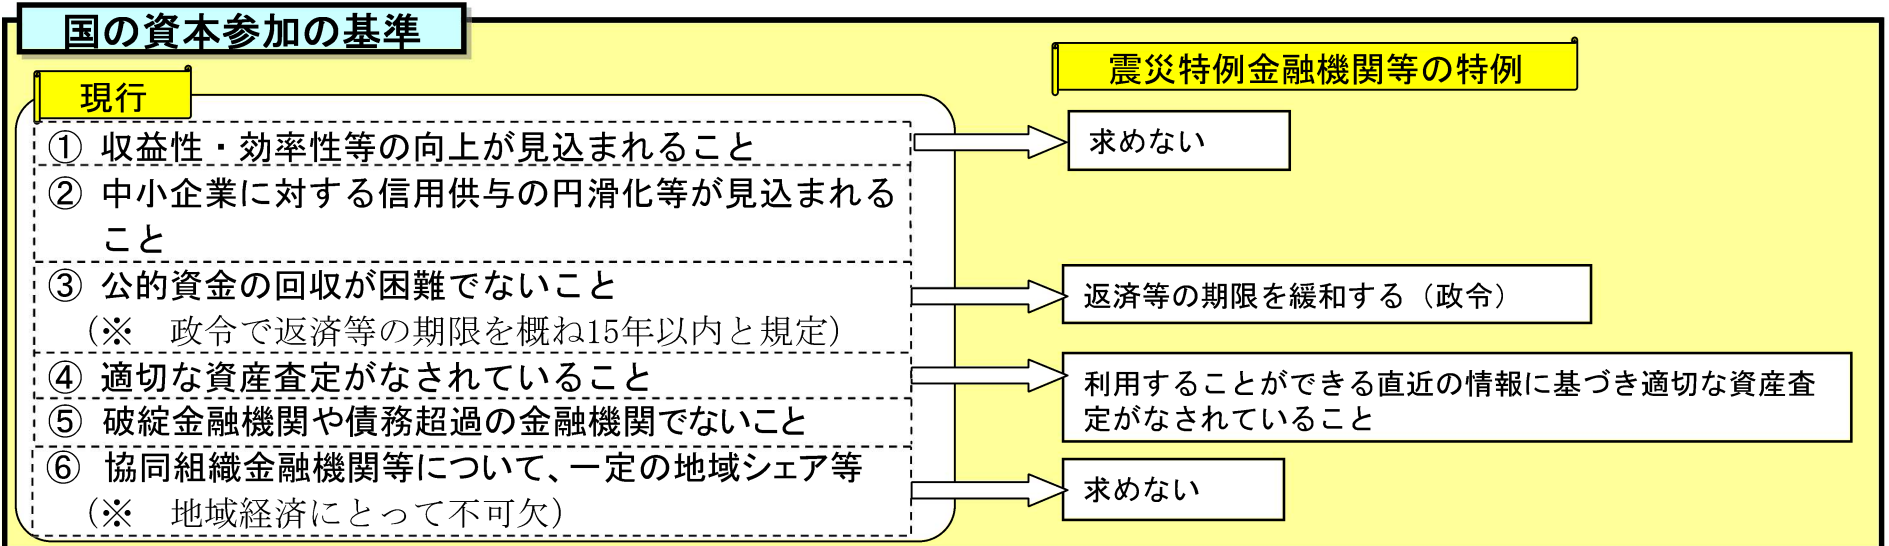 国の資本参加の基準
震災特例金融機関等の特例
現行
① 収益性・効率性等の向上が見込まれること
求めない
② 中小企業に対する信用供与の円滑化等が見込まれる
こと
③ 公的資金の回収が困難でないこと
（※　政令で返済等の期限を概ね15年以内と規定）
返済等の期限を緩和する（政令）
④ 適切な資産査定がなされていること
利用することができる直近の情報に基づき適切な資産査
定がなされていること
⑤ 破綻金融機関や債務超過の金融機関でないこと
⑥ 協同組織金融機関等について、一定の地域シェア等
（※　地域経済にとって不可欠）
求めない